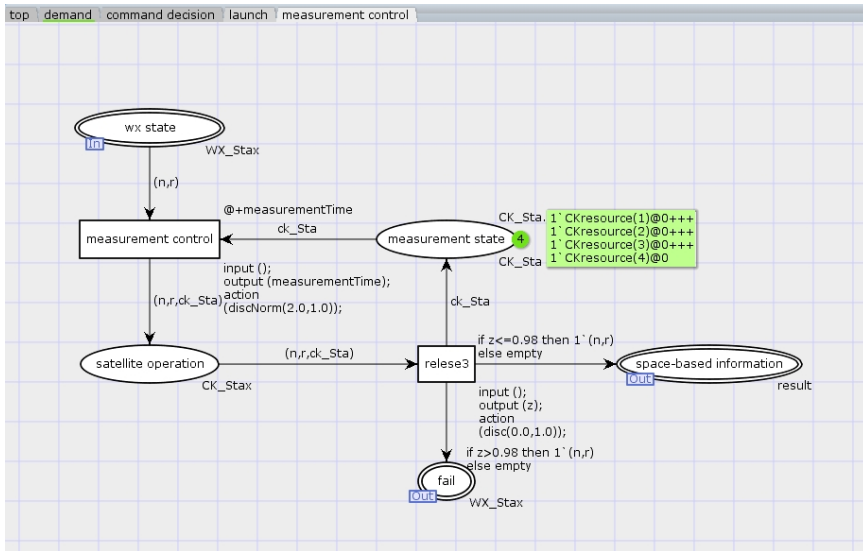 top demand command decision launch measurement control
wx state
In
WX_Stax
(n,r)
@+measurementTime
measurement control
ck_Sta
measurement state
CK_Sta.
4
1`CKresource(1)@0+++
1`CKresource(2)@0+++
1`CKresource(3)@0+++
1`CKresource(4)@0
CK_Sta
input ();
output (measurementTime);
action
(discNorm(2.0,1.0));
(n,r,ck_Sta)
ck_Sta
satellite operation
CK_Stax
(n,r,ck_Sta)
relese3
if z<=0.98 then 1`(n,r)
else empty
space-based information
Out
result
input ();
output (z);
action
(disc(0.0,1.0));
if z>0.98 then 1`(n,r)
else empty
fail
Out
WX_Stax